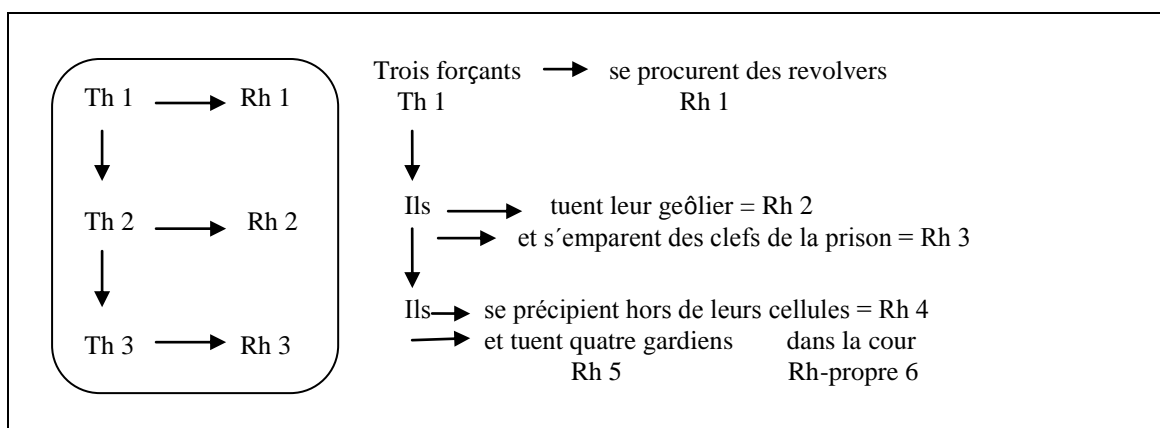 Th 1 Rh 1
Th 2 Rh 2
Th 3 Rh 3
Trois forçants se procurent des revolvers
Th 1 Rh 1
Ils tuent leur geôlier = Rh 2
et s´emparent des clefs de la prison = Rh 3
Ils se précipient hors de leurs cellules = Rh 4
et tuent quatre gardiens dans la cour
Rh 5 Rh-propre 6